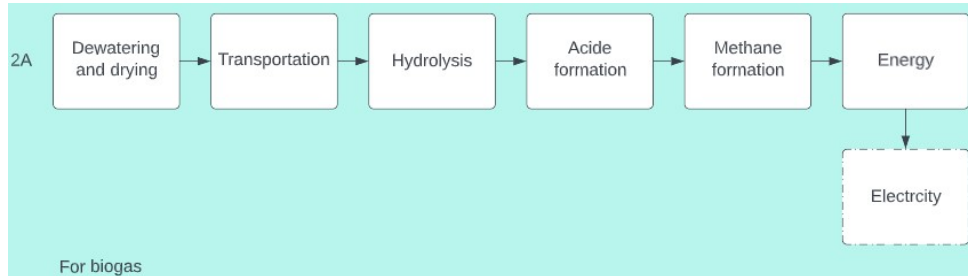 2A
Dewatering
and drying
Transportation
Hydrolysis
Acide
formation
Methane
formation
Energy
Electrcity
For biogas